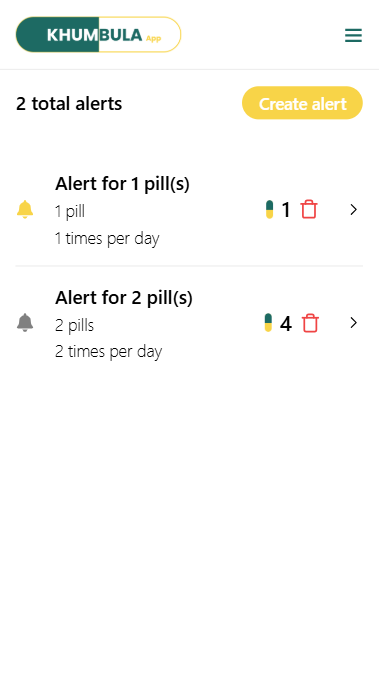 KHUMBULA App
2 total alerts
Create alert
Alert for 1 pill(s)
1 pill
1 times per day
1
Alert for 2 pill(s)
2 pills
2 times per day
4